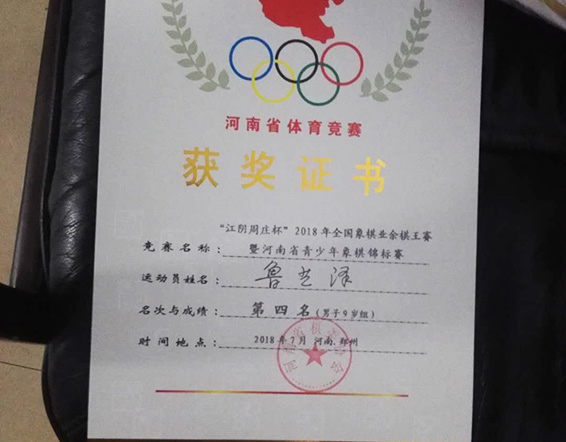 河南省体育竞赛
获奖证书
“江阴周庄杯”2018年全国象棋业余棋王赛
竞赛名称：暨河南省青少年象棋锦标赛
运动员姓名：鲁芝泽
名次与成绩：第四名（男子9岁组）
时间地点：2018年7月 河南.郑州